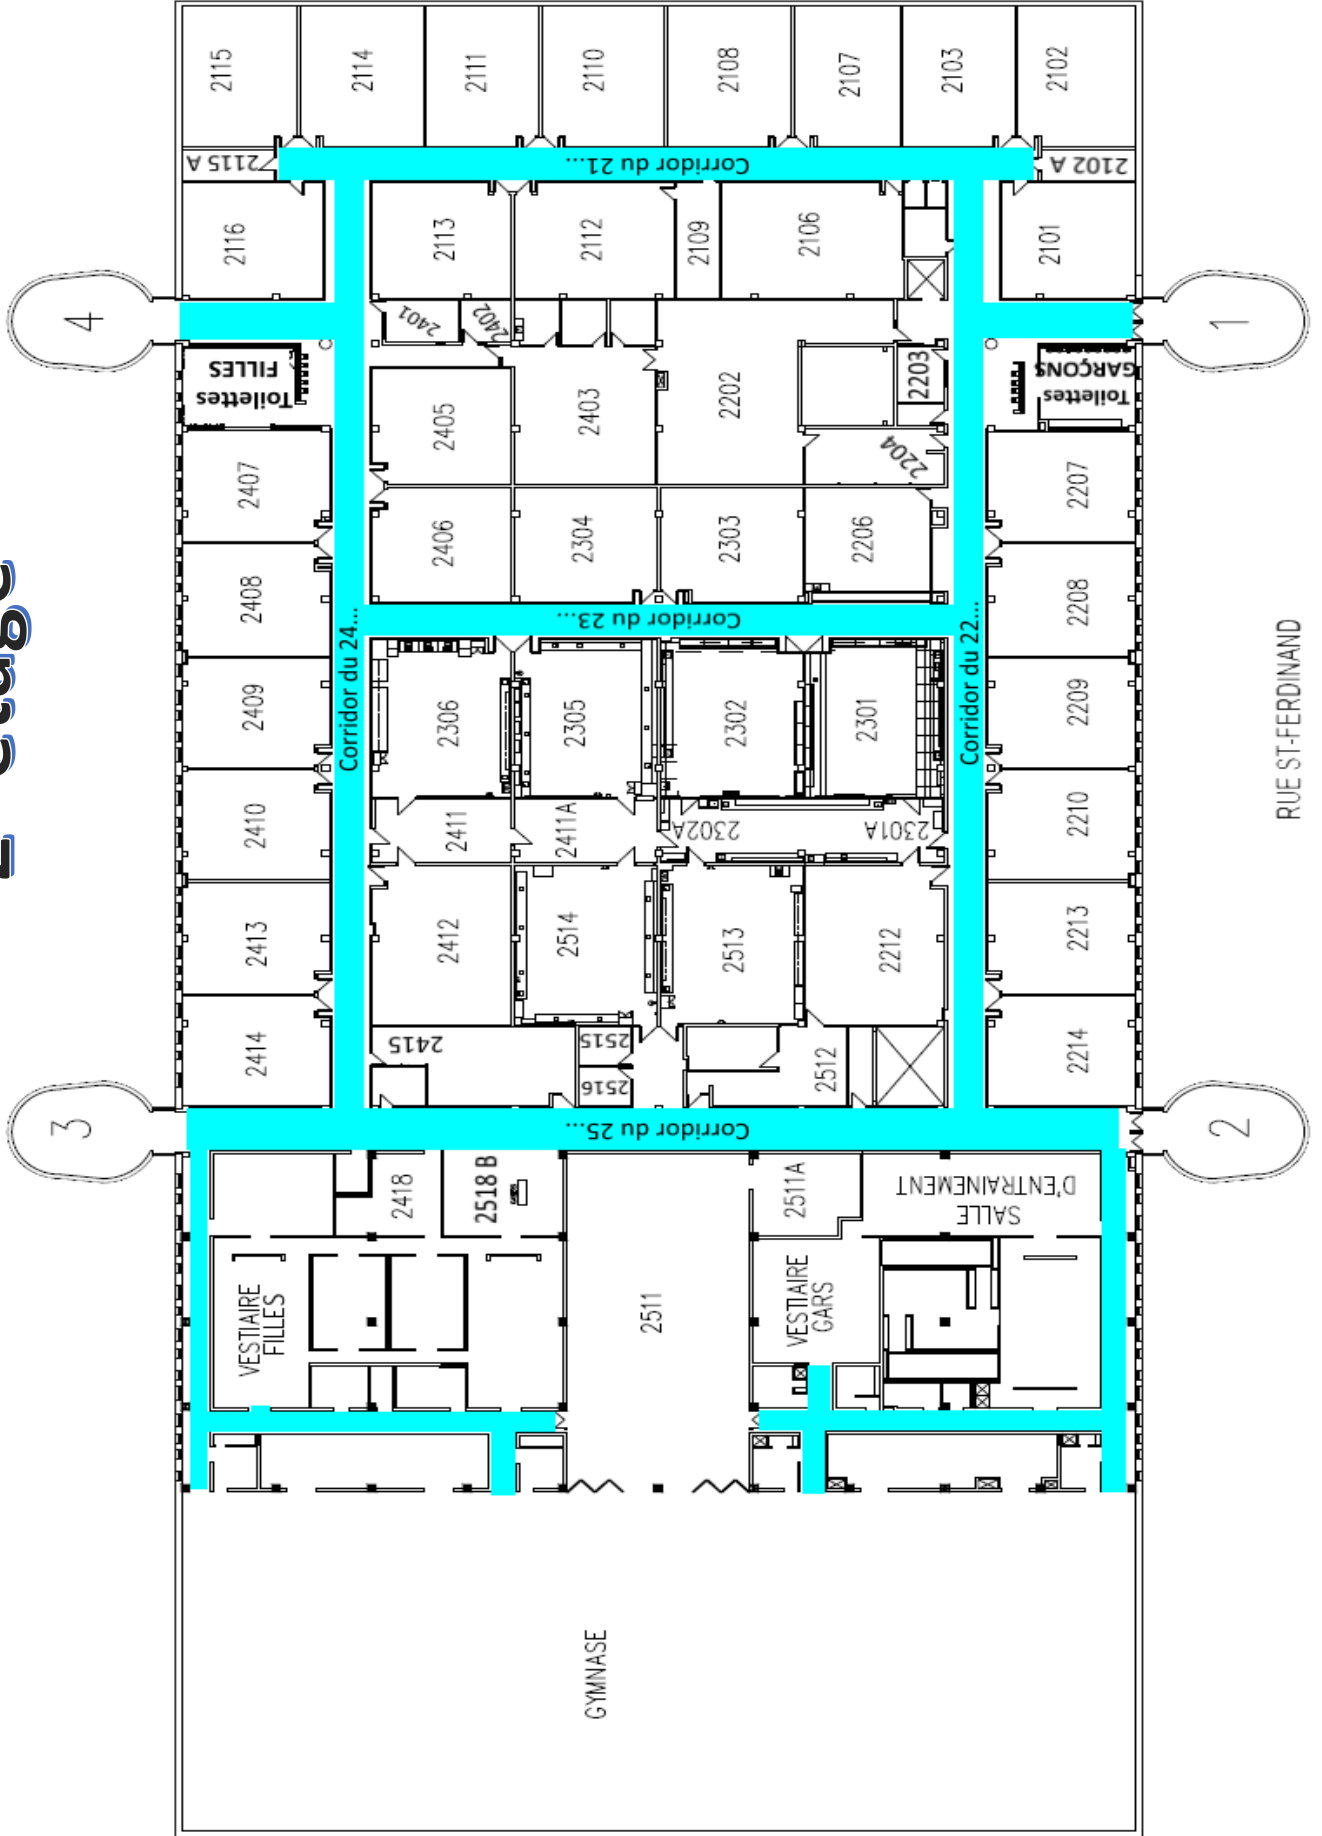 2115
2114
2111
2110
2108
2107
2103
2102
2115 A
Corridor du 21...
2102 A
2116
2113
2112
2109
2106
2101
4
2401
2402
1
Toilettes
FILLES
2405
2403
2202
2203
Toilettes
GARÇONS
2204
2407
2406
2304
2303
2206
2207
2408
Corridor du 23...
2208
Corridor du 24...
Corridor du 22...
2409
2306
2305
2302
2301
2209
RUE ST-FERDINAND
2410
2411
2411A
2302A
2301A
2210
2413
2412
2514
2513
2212
2213
2414
2415
2515
2516
2512
2214
3
Corridor du 25...
2
2418
2518 B
2511A
SALLE
D'ENTRAINEMENT
VESTIAIRE
FILLES
2511
VESTIAIRE
GARS
GYMNASE